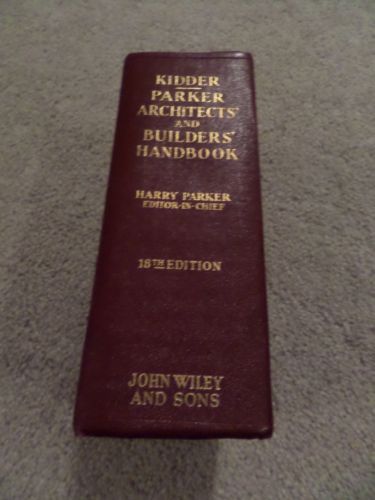 KIDDER
PARKER
ARCHITECTS'
AND
BUILDERS'
HANDBOOK
HARRY PARKER
EDITOR-IN-CHIEF
18TH EDITION
JOHN WILEY
AND SONS